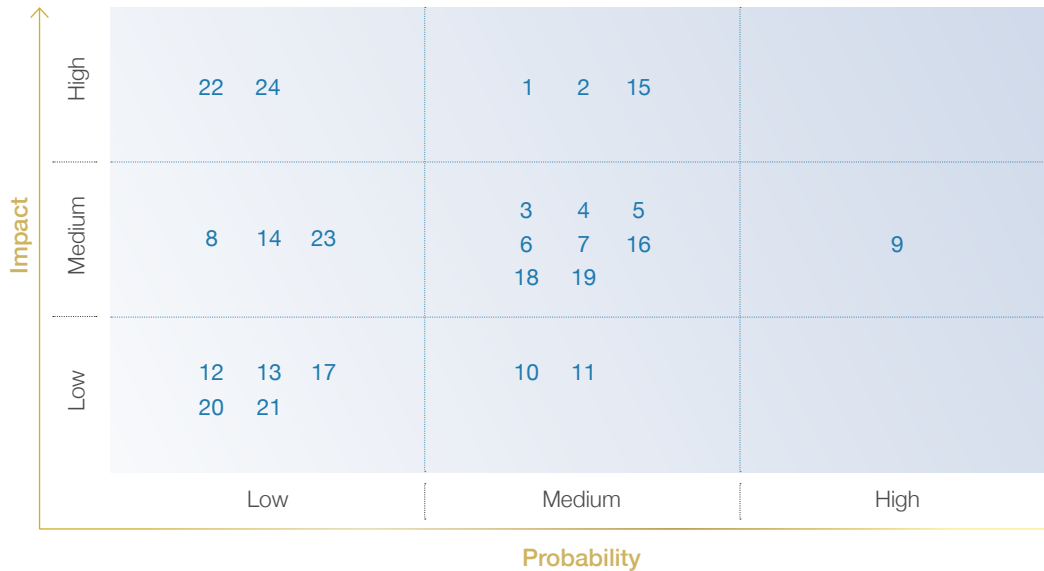 High
22 24
1 2 15
Impact
Medium
3 4 5
8 14 23
6 7 16
9
18 19
Low
12 13 17
10 11
20 21
Low
Medium
High
Probability